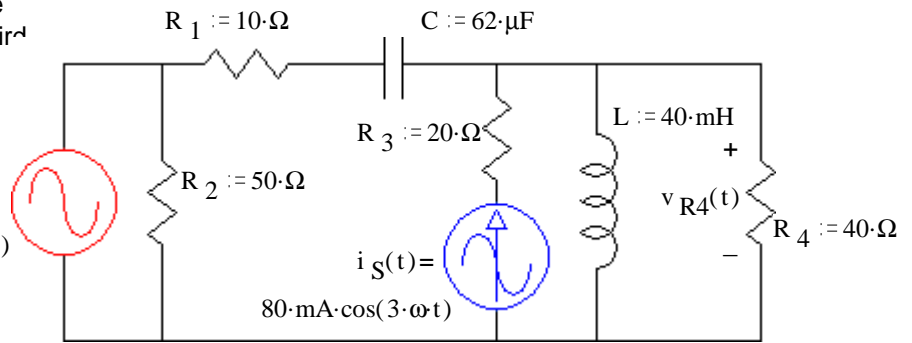 R 1 := 10·Ω
C := 62·μF
R 3 := 20·Ω
L := 40·mH
+
R 2 := 50·Ω
v R4(t)
R 4 := 40·Ω
)
i S(t)=
–
80·mA·cos(3·ω·t)